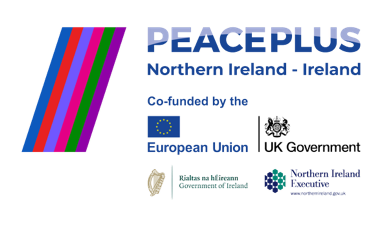 PEACEPLUS
Northern Ireland - Ireland
Co-funded by the
European Union
UK Government
Rialtas na hÉireann
Government of Ireland
Northern Ireland
Executive
www.northernireland.gov.uk